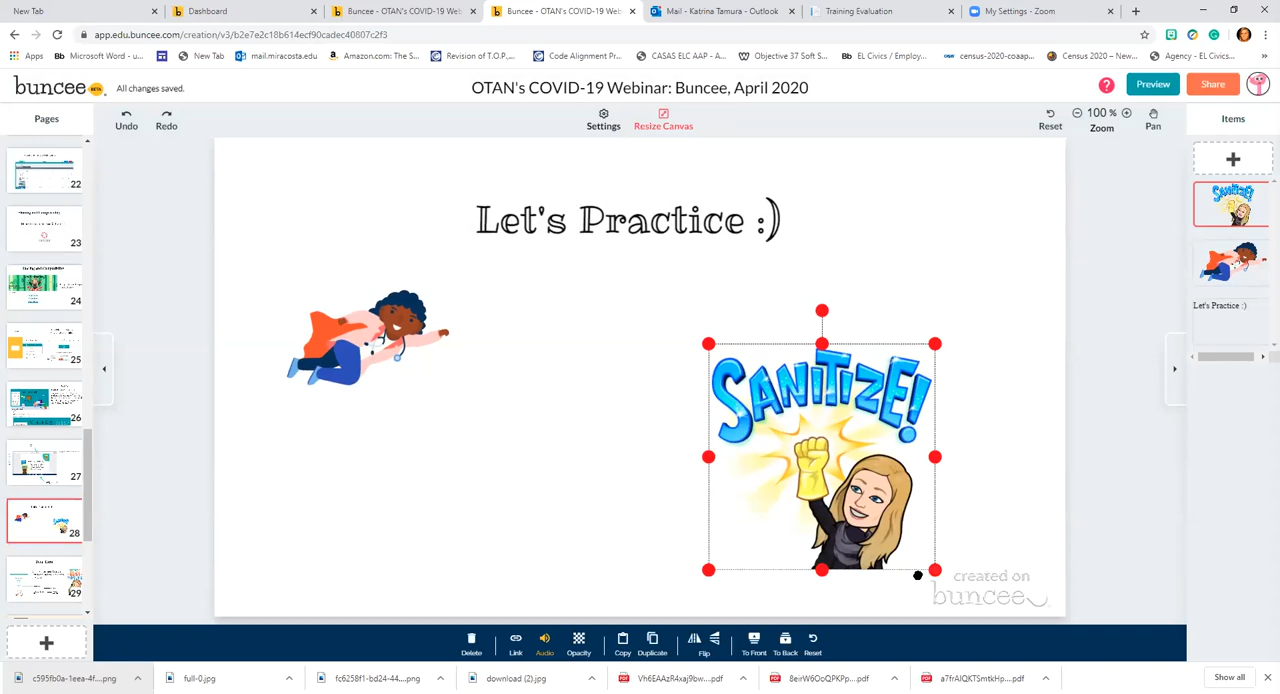 New Tab
Dashboard
Buncee - OTAN's COVID-19 Web
Buncee - OTAN's COVID-19 Web
Mail - Katrina Tamura - Outlook
Training Evaluation
My Settings - Zoom
app.edu.buncee.com/creation/v3/b2e7e2c18b614ecf90cadec40807c2f3
Apps
Microsoft Word - u...
New Tab
mail.miracosta.edu
Amazon.com: The S...
Revision of T.O.P.,...
Code Alignment Pr...
CASAS ELC AAP - A...
Objective 37 Soft S...
EL Civics / Employ...
census-2020-coaap...
Census 2020 – New...
Agency - EL Civics...
buncee BETA
All changes saved.
OTAN's COVID-19 Webinar: Buncee, April 2020
Preview
Share
Pages
Undo
Redo
Settings
Resize Canvas
Reset
100 %
Zoom
Pan
Items
22
23
24
25
26
27
28
29
Let's Practice :)
SANITIZE!
created on
buncee
SANITIZE!
Let's Practice :)
Delete
Link
Audio
Opacity
Copy
Duplicate
Flip
To Front
To Back
Reset
c595fb0a-1eea-4f....png
full-0.jpg
fc6258f1-bd24-44....png
download (2).jpg
Vh6EAAzR4xaj9bw....pdf
8eirW6OoQPKPp....pdf
a7frAIQKTSmtkHp....pdf
Show all